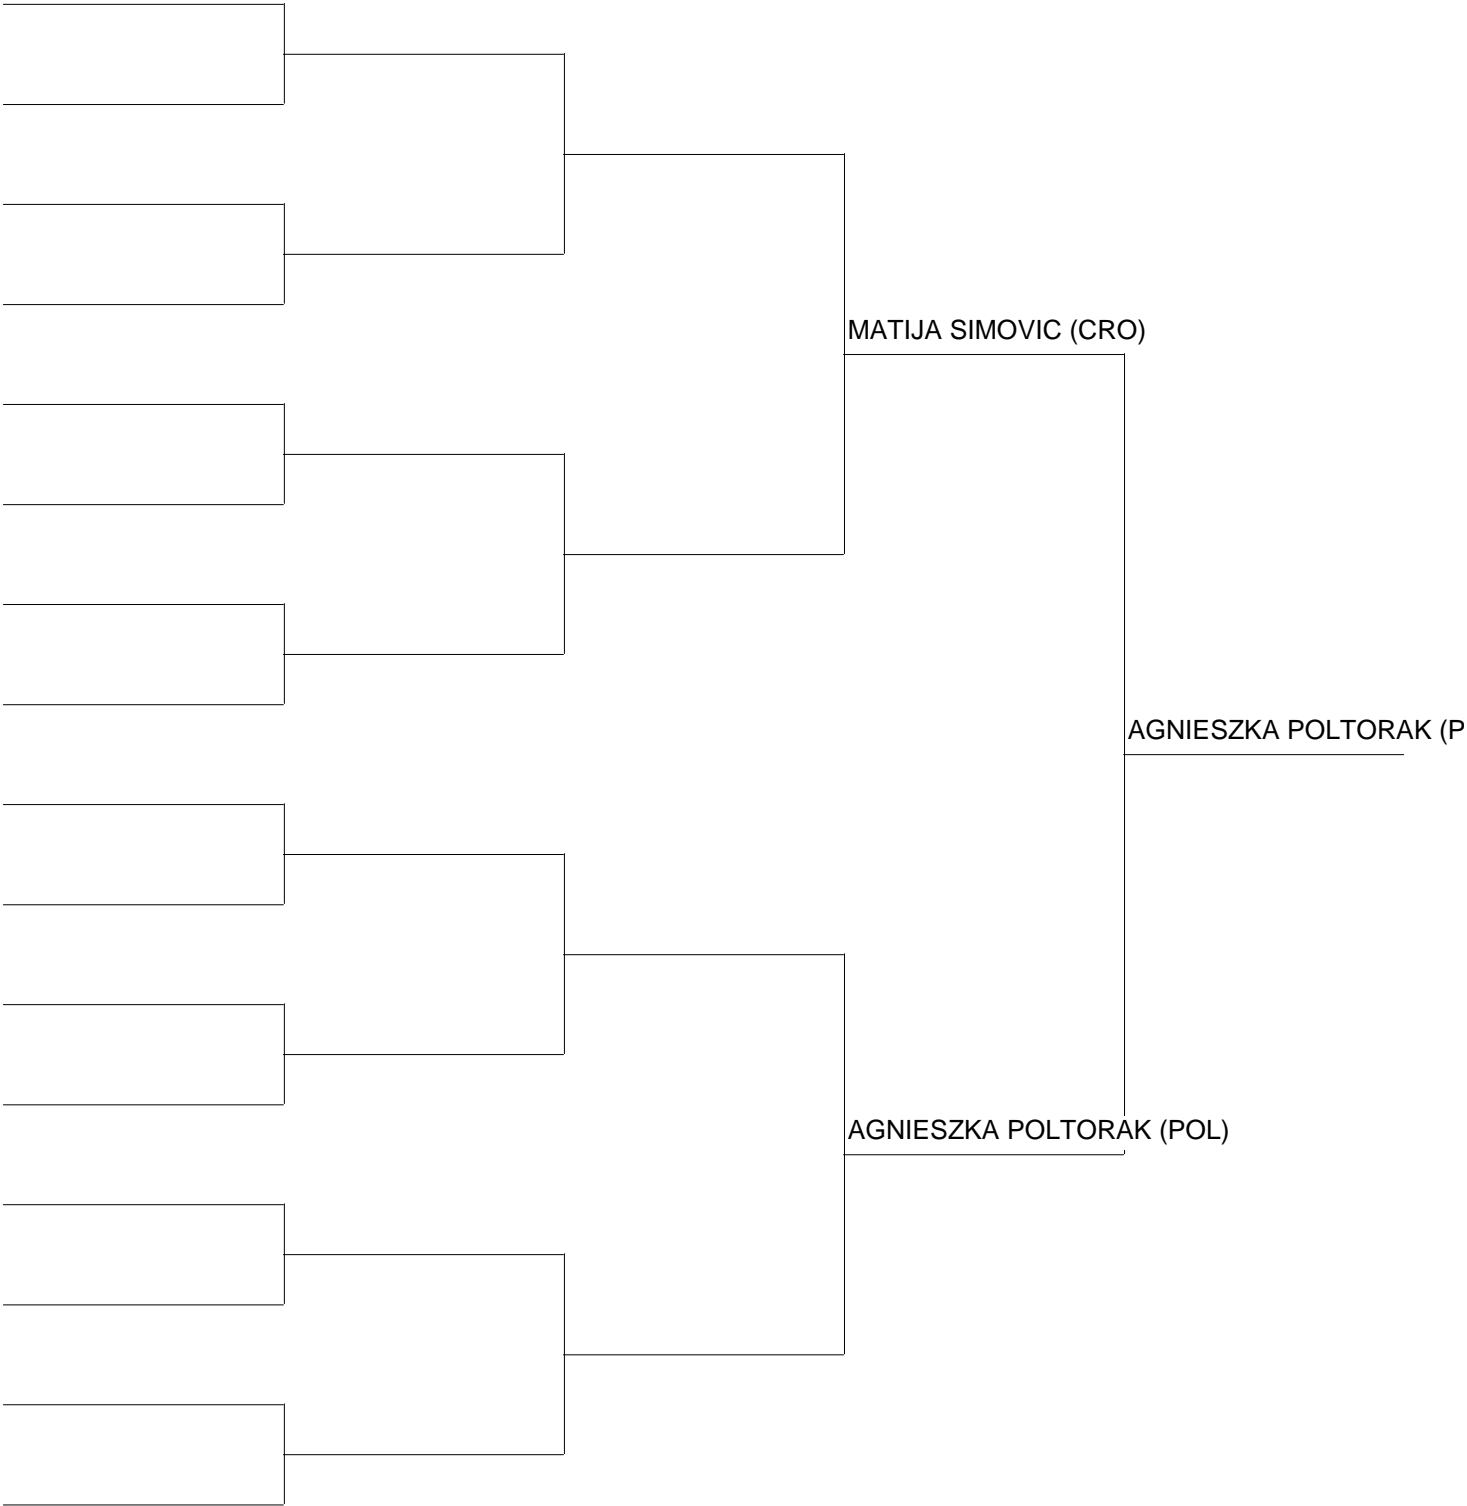 MATIJA SIMOVIC (CRO)
AGNIESZKA POLTORAK (P
AGNIESZKA POLTORAK (POL)